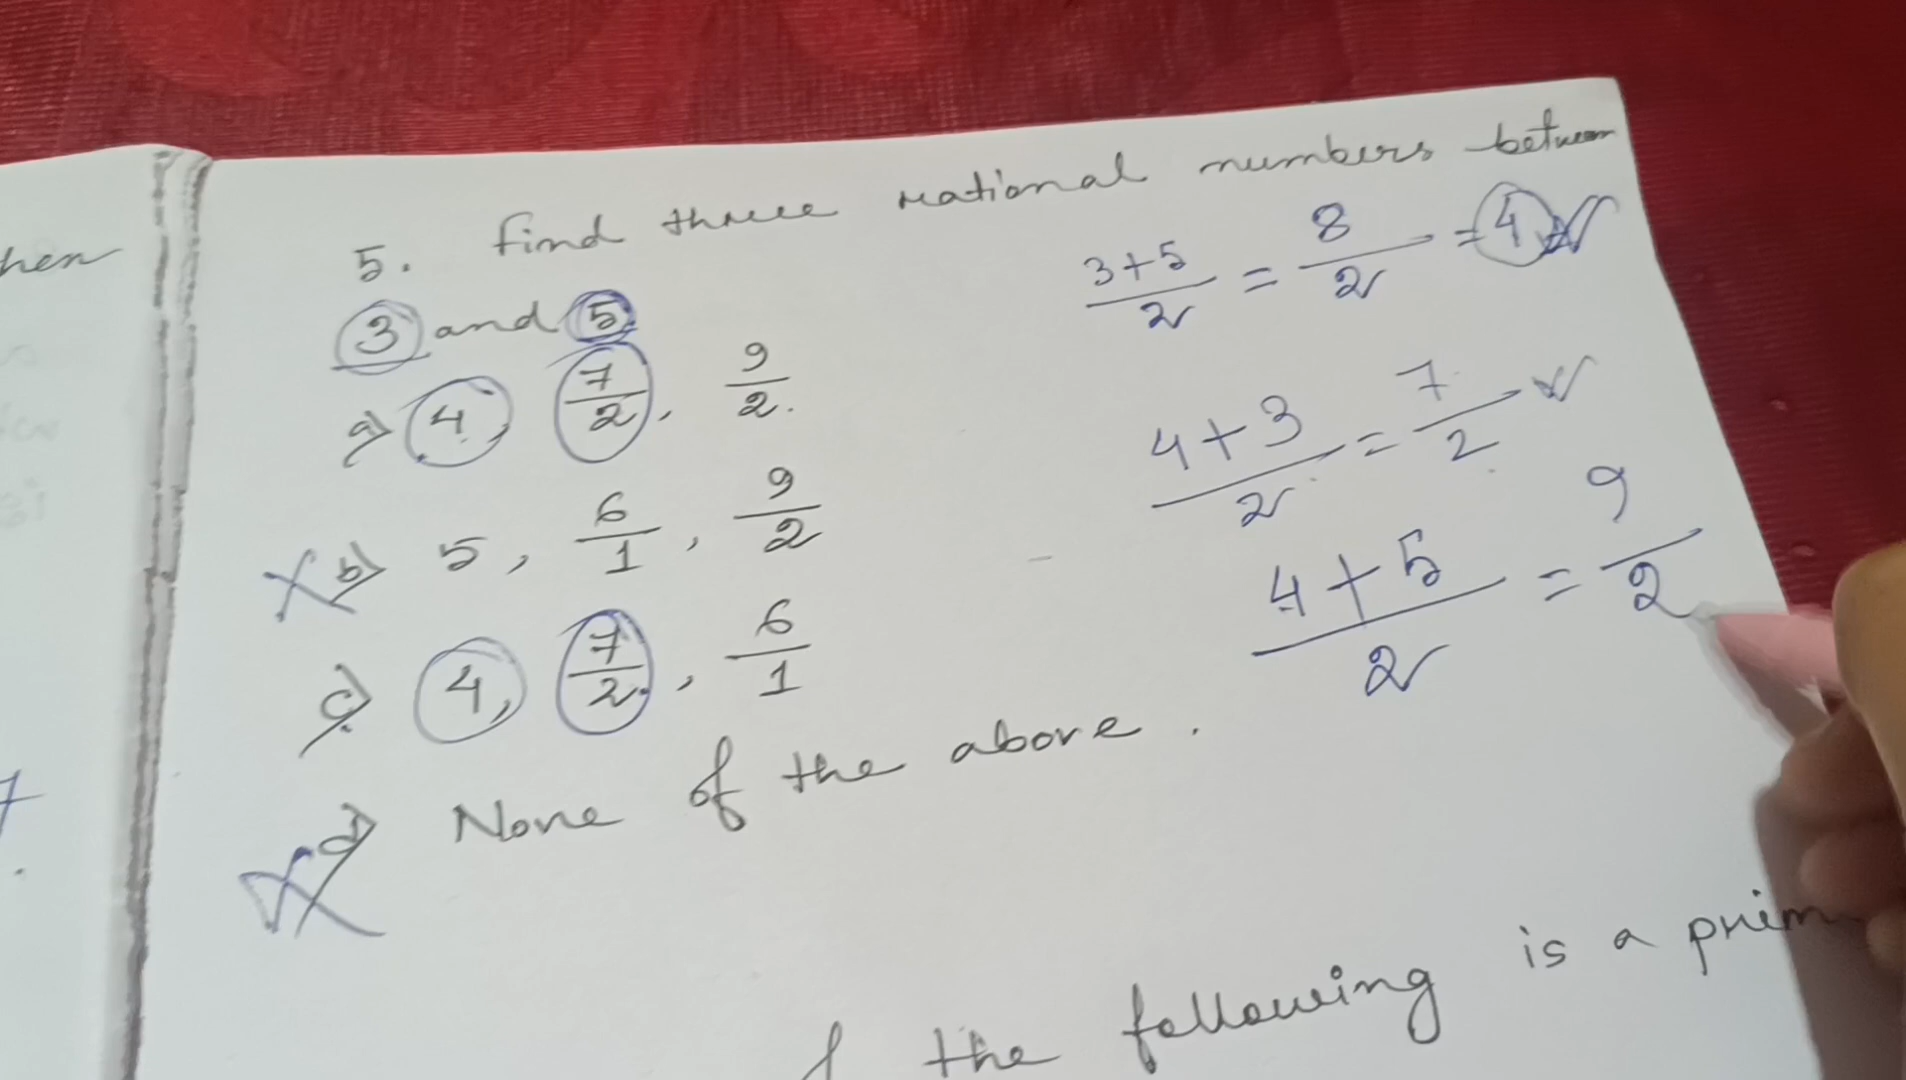 hen
5. find three rational numbers between
3 and 5.
a) 4, 7/2, 9/2.
b) 5, 6/1, 9/2
c) 4, 7/2, 6/1
d) None of the above.
3+5/2 = 8/2 = 4
4+3/2 = 7/2
4+5/2 = 9/2
7
the following is a prim